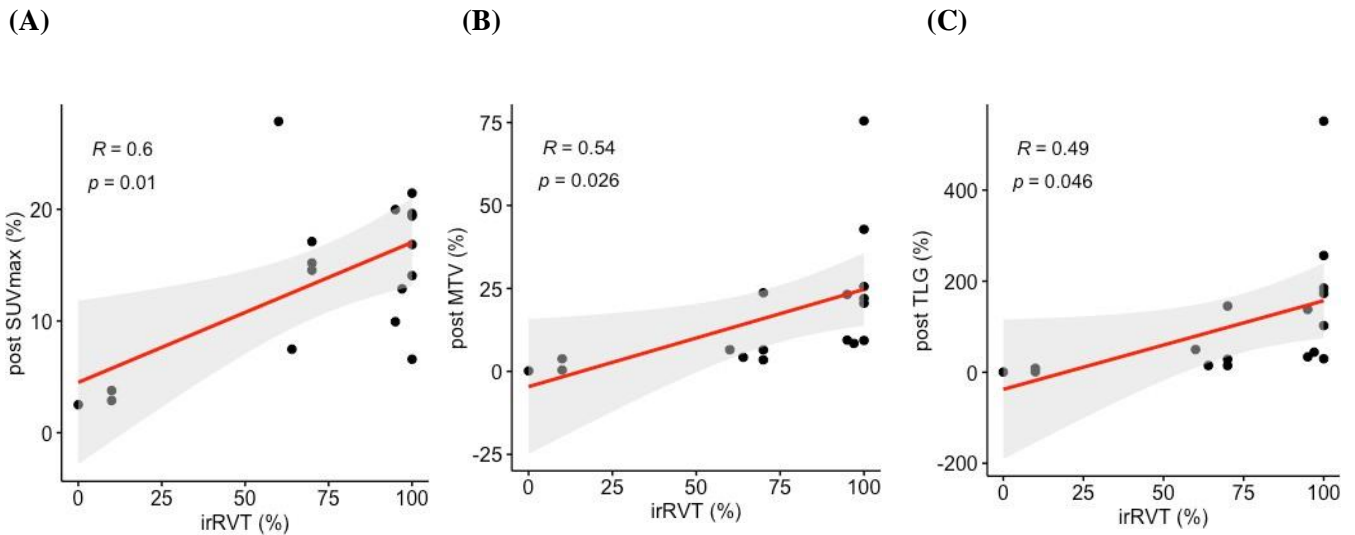 (A)
(B)
(C)
R = 0.6
p = 0.01
post SUVmax (%)
20
10
0
0 25 50 75 100
irRVT (%)
R = 0.54
p = 0.026
post MTV (%)
75
50
25
0
-25
0 25 50 75 100
irRVT (%)
R = 0.49
p = 0.046
post TLG (%)
400
200
0
-200
0 25 50 75 100
irRVT (%)